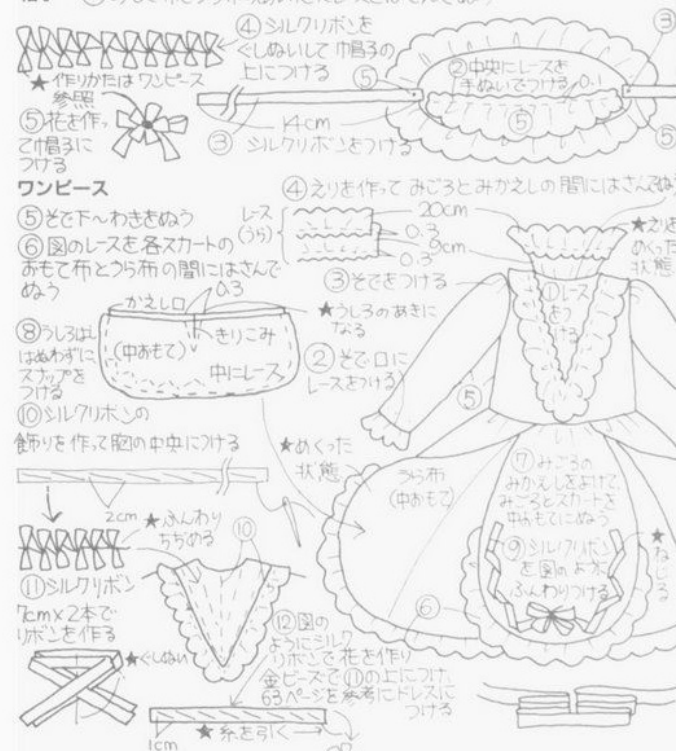 ④シルクリボンを
ぐしぬいして帽子の
上につける
★作りかたはワンピース
参照
⑤花を作っ
て帽子に
つける
③
⑤
②中央にレースを
手ぬいでつける 0.1
⑤
14cm
③シルクリボンをつける
⑤
ワンピース
④えりを作ってみごろとみかえしの間にはさんでぬう
⑤そで下～わきをぬう
⑥図のレースを各スカートの
おもて布とうら布の間にはさんで
ぬう
レース
(うら)
20cm
0.3
0.3
★えりを
めくった
状態
③そでをつける
①レース
をつ
ける
かえし口
0.3
★うしろのあきに
なる
きりこみ
(中おもて)
中にレース
⑧うしろはし
はぬわずに
スナップを
つける
②そで口に
レースをつける
⑤
⑩シルクリボンの
飾りを作って胸の中央につける
★めくった
状態
うら布
(中おもて)
⑦みごろの
みかえしをよけて、
みごろとスカートを
中おもてにぬう
2cm
★ふんわり
ちぢめる
⑩
⑨シルクリボン
を図のように
ふんわりつける
★ねじる
⑥
⑪シルクリボン
7cm×2本で
リボンを作る
★ぐしぬい
⑫図の
ようにシルク
リボンで花を作り
金ビーズで⑪の上につけ、
63ページを参考にドレスに
つける
★糸を引く
1cm